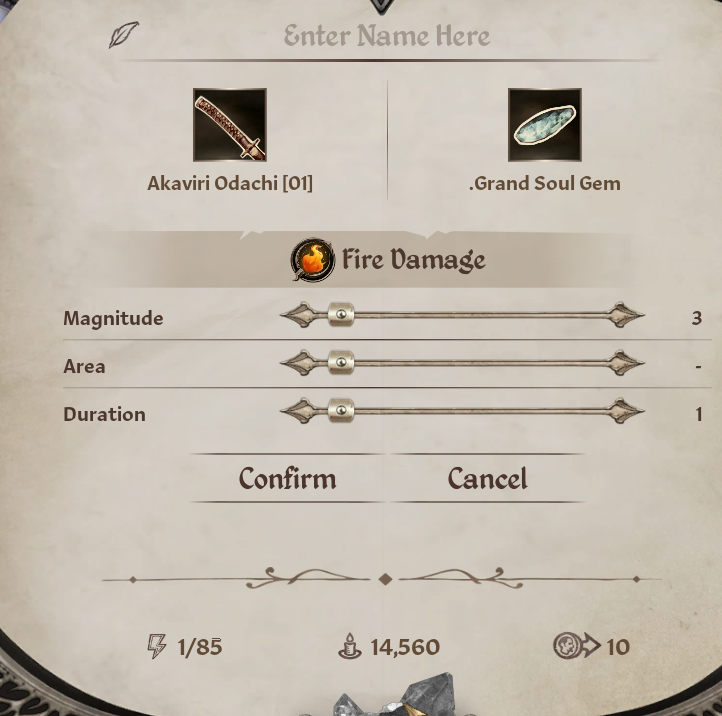 Enter Name Here
Akaviri Odachi [01]
.Grand Soul Gem
Fire Damage
Magnitude 3
Area -
Duration 1
Confirm Cancel
1/85 14,560 10